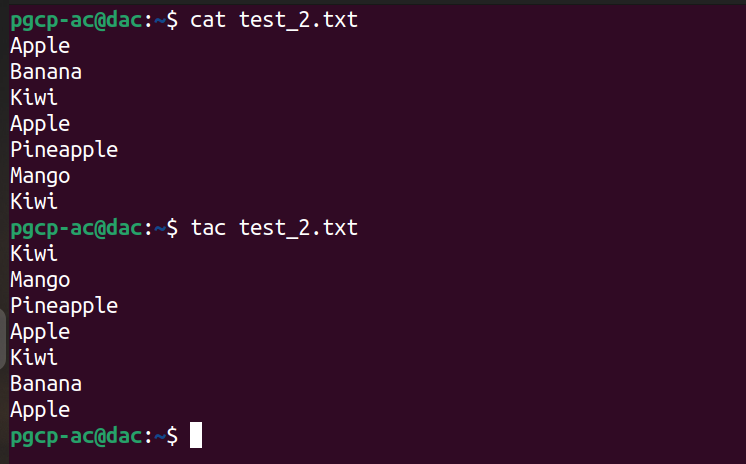 pgcp-ac@dac:~$ cat test_2.txt
Apple
Banana
Kiwi
Apple
Pineapple
Mango
Kiwi
pgcp-ac@dac:~$ tac test_2.txt
Kiwi
Mango
Pineapple
Apple
Kiwi
Banana
Apple
pgcp-ac@dac:~$